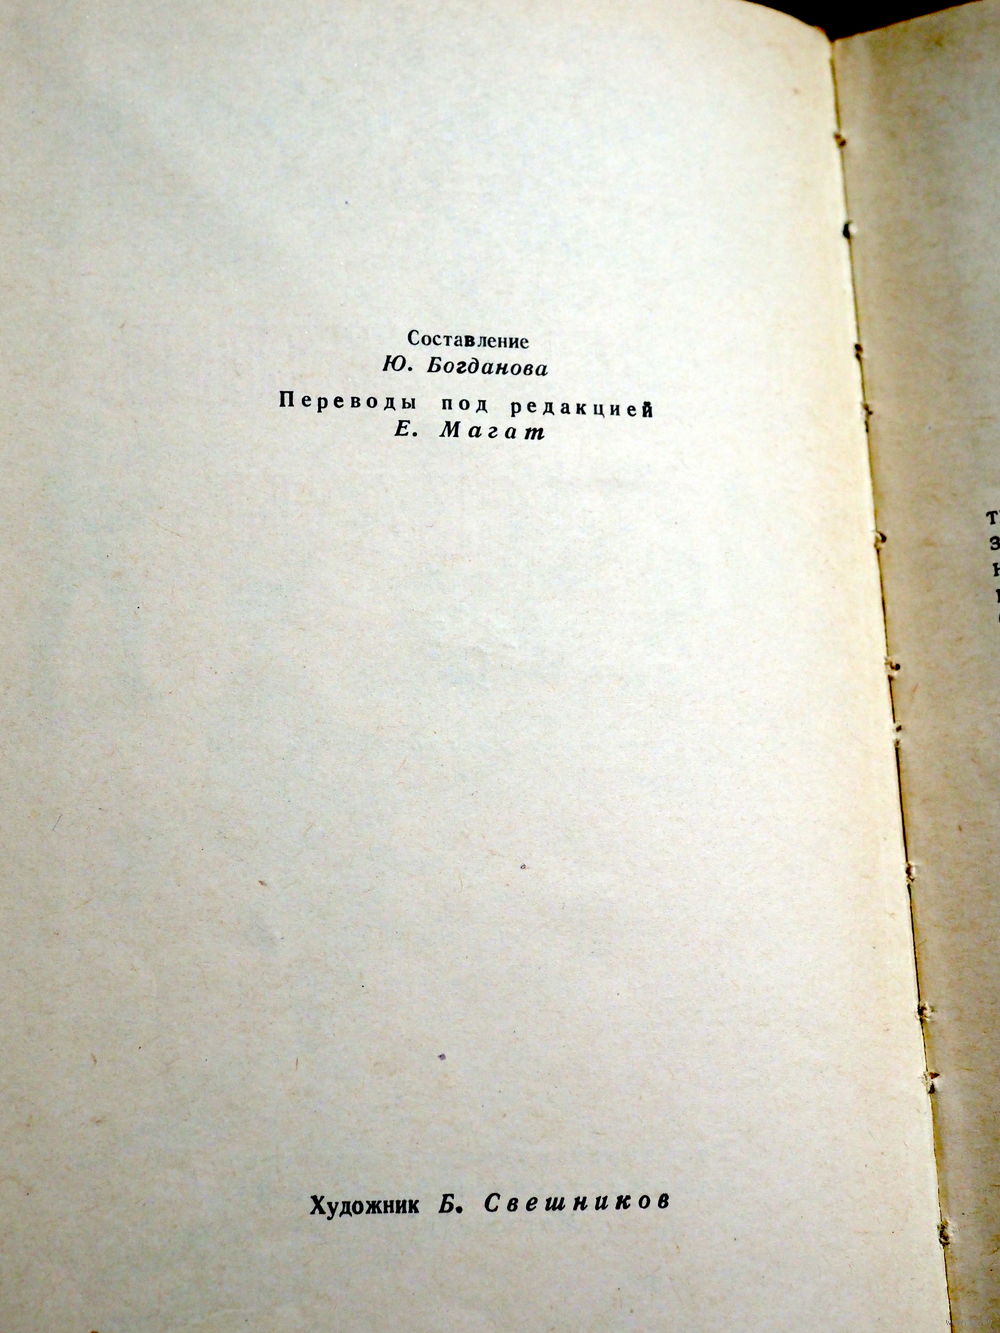 Составление
Ю. Богданова
Переводы под редакцией
Е. Магат
Художник Б. Свешников